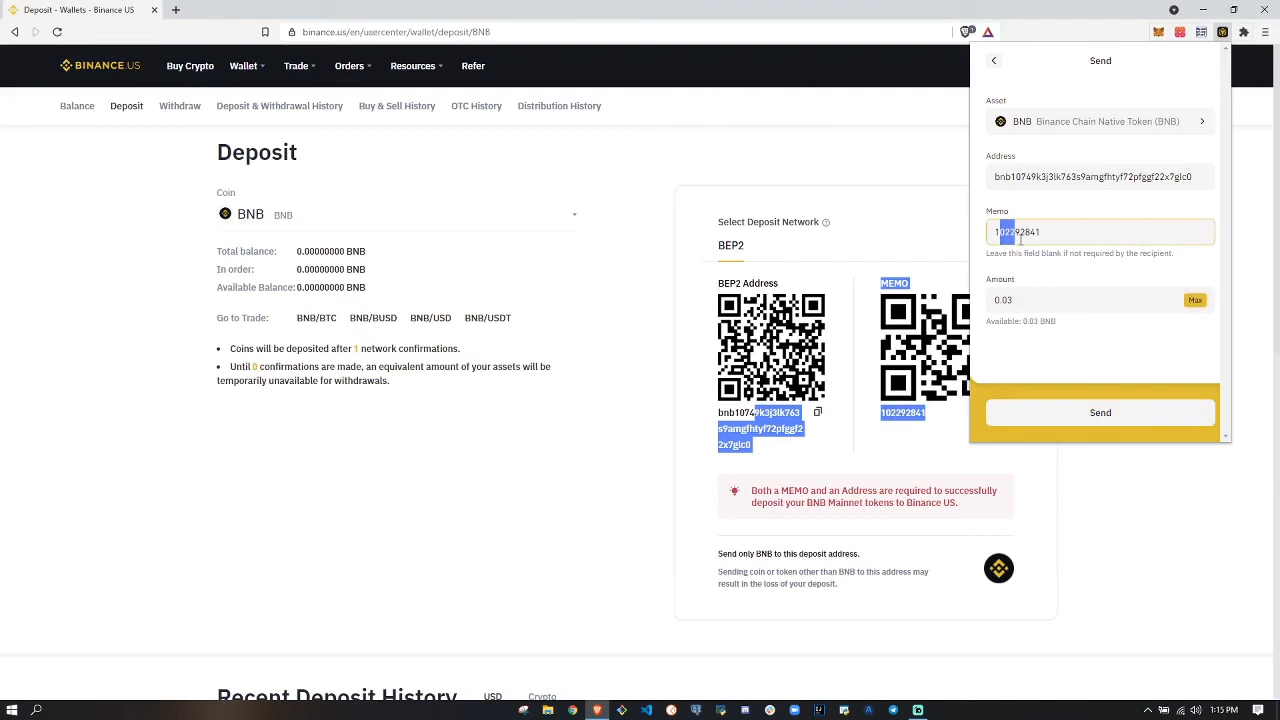 Deposit - Wallets - Binance US
binance.us/en/usercenter/wallet/deposit/BNB
BINANCE.US
Buy Crypto
Wallet
Trade
Orders
Resources
Refer
Balance
Deposit
Withdraw
Deposit & Withdrawal History
Buy & Sell History
OTC History
Distribution History
Deposit
Coin
BNB BNB
Total balance: 0.00000000 BNB
In order: 0.00000000 BNB
Available Balance: 0.00000000 BNB
Go to Trade: BNB/BTC BNB/BUSD BNB/USD BNB/USDT
• Coins will be deposited after 1 network confirmations.
• Until 0 confirmations are made, an equivalent amount of your assets will be
temporarily unavailable for withdrawals.
Select Deposit Network
BEP2
BEP2 Address
bnb10749k3j3lk763
s9amgfhtyf72pfggf2
2x7glc0
MEMO
102292841
Both a MEMO and an Address are required to successfully
deposit your BNB Mainnet tokens to Binance US.
Send only BNB to this deposit address.
Sending coin or token other than BNB to this address may
result in the loss of your deposit.
Recent Deposit History
USD
Crypto
Send
Asset
BNB Binance Chain Native Token (BNB)
Address
bnb10749k3j3lk763s9amgfhtyf72pfggf22x7glc0
Memo
102292841
Leave this field blank if not required by the recipient.
Amount
0.03
Max
Available: 0.03 BNB
Send
1:15 PM